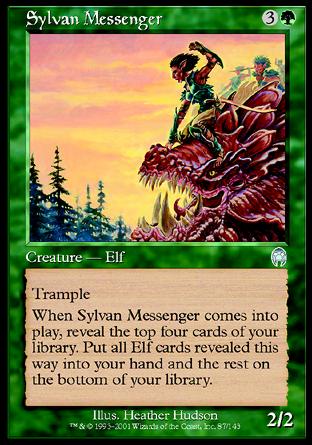 Sylvan Messenger 3
Creature — Elf
Trample
When Sylvan Messenger comes into
play, reveal the top four cards of your
library. Put all Elf cards revealed this
way into your hand and the rest on
the bottom of your library.
2/2
Illus. Heather Hudson
™ & © 1993-2001 Wizards of the Coast, Inc. 87/143